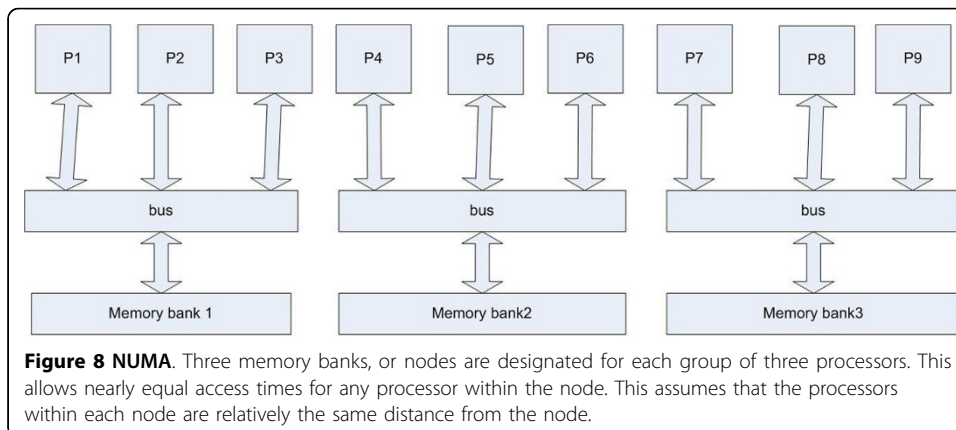 P1 P2 P3 P4 P5 P6 P7 P8 P9
bus bus bus
Memory bank 1 Memory bank2 Memory bank3
Figure 8 NUMA. Three memory banks, or nodes are designated for each group of three processors. This
allows nearly equal access times for any processor within the node. This assumes that the processors
within each node are relatively the same distance from the node.